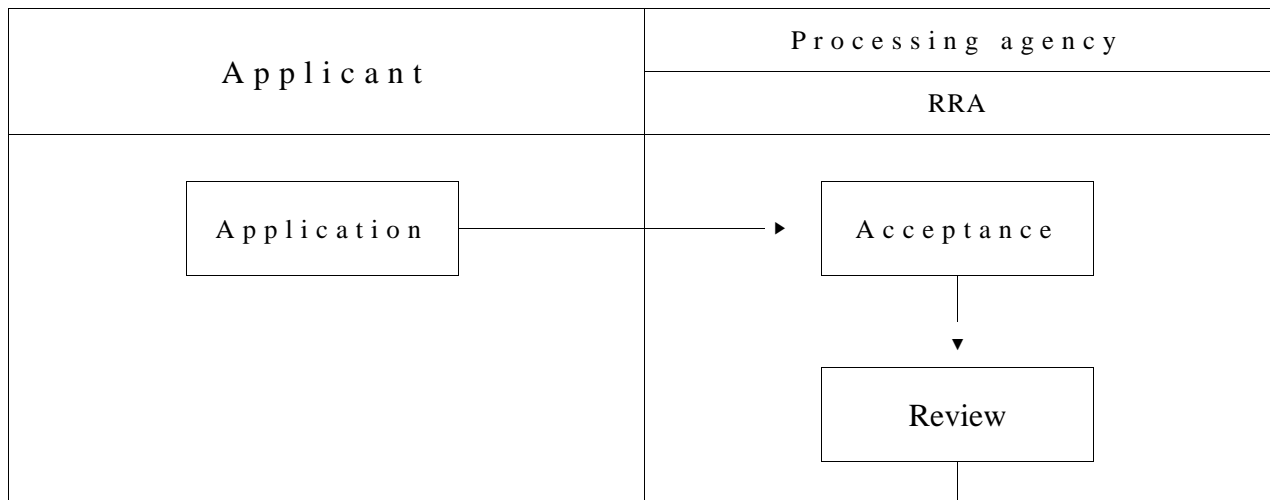 Applicant
Processing agency
RRA
Application
Acceptance
Review